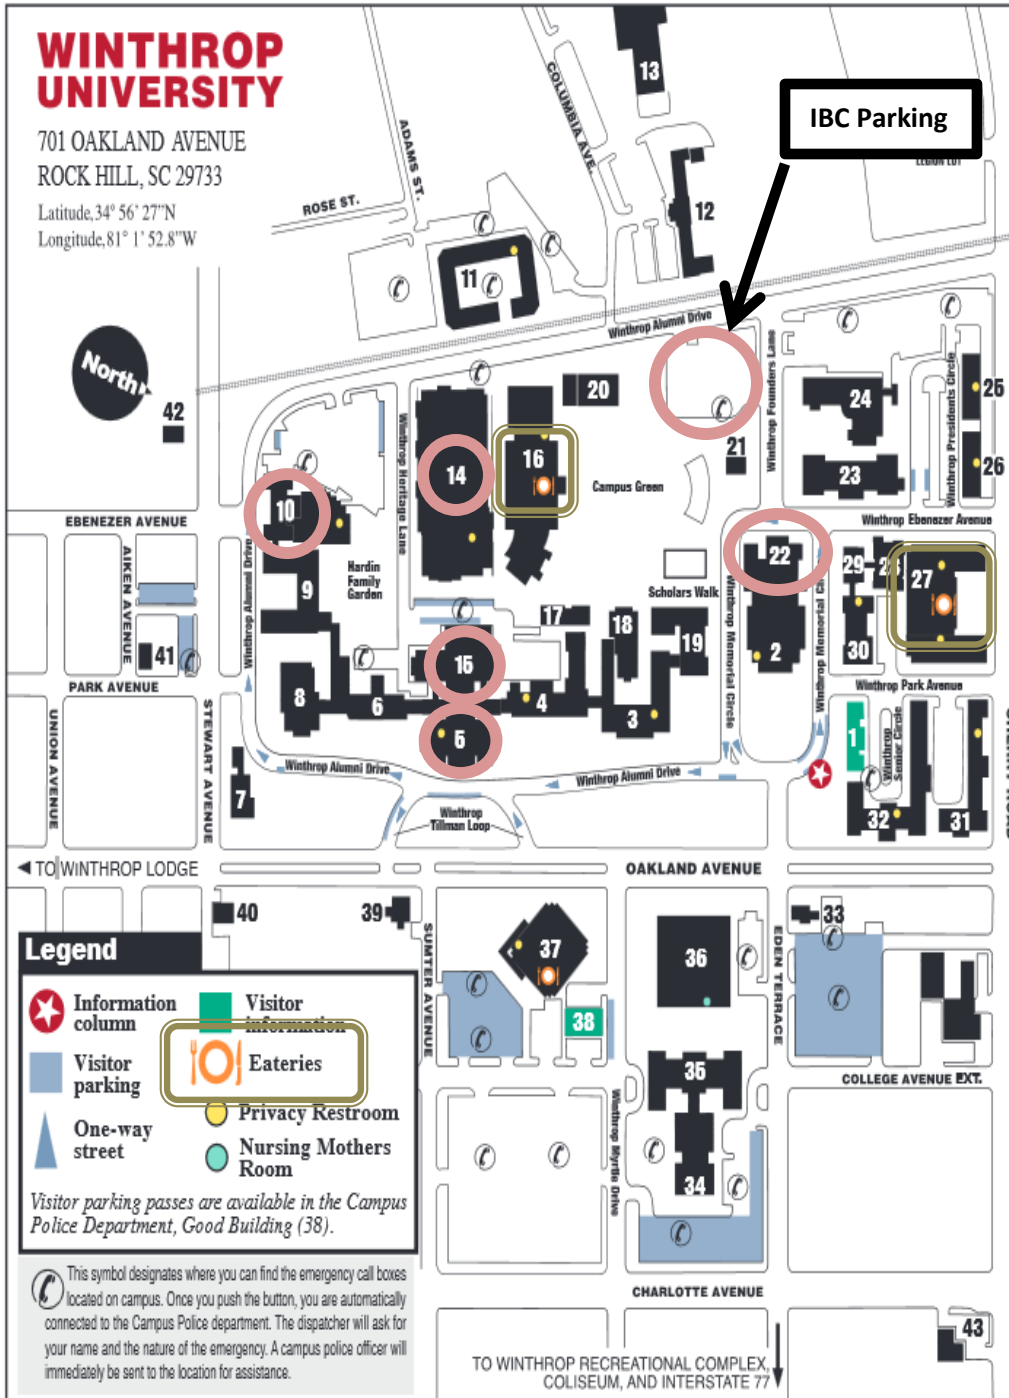 WINTHROP
UNIVERSITY
701 OAKLAND AVENUE
ROCK HILL, SC 29733
Latitude,34° 56' 27"N
Longitude,81° 1' 52.8"W
IBC Parking
LEGION LOT
13
COLUMBIA AVE.
ADAMS ST.
ROSE ST.
12
11
Winthrop Alumni Drive
North
42
20
Winthrop Founders Lane
24
25
Winthrop Presidents Circle
21
Winthrop Heritage Lane
14
16
Campus Green
23
26
10
EBENEZER AVENUE
Winthrop Ebenezer Avenue
AIKEN AVENUE
Winthrop Alumni Drive
9
Hardin
Family
Garden
Scholars Walk
22
Winthrop Memorial Circle
Winthrop Memorial Ci
29
28
27
17
18
19
2
30
41
PARK AVENUE
15
Winthrop Park Avenue
UNION AVENUE
STEWART AVENUE
8
6
4
3
5
1
Winthrop
Senior Circle
7
Winthrop Alumni Drive
Winthrop Alumni Drive
32
31
Winthrop
Tillman Loop
TO WINTHROP LODGE
OAKLAND AVENUE
40
39
SUMTER AVENUE
37
36
EDEN TERRACE
33
38
35
COLLEGE AVENUE EXT.
Winthrop Myrtle Drive
34
CHARLOTTE AVENUE
43
TO WINTHROP RECREATIONAL COMPLEX,
COLISEUM, AND INTERSTATE 77
Legend
Information
column
Visitor
information
Visitor
parking
Eateries
One-way
street
Privacy Restroom
Nursing Mothers
Room
Visitor parking passes are available in the Campus
Police Department, Good Building (38).
This symbol designates where you can find the emergency call boxes
located on campus. Once you push the button, you are automatically
connected to the Campus Police department. The dispatcher will ask for
your name and the nature of the emergency. A campus police officer will
immediately be sent to the location for assistance.